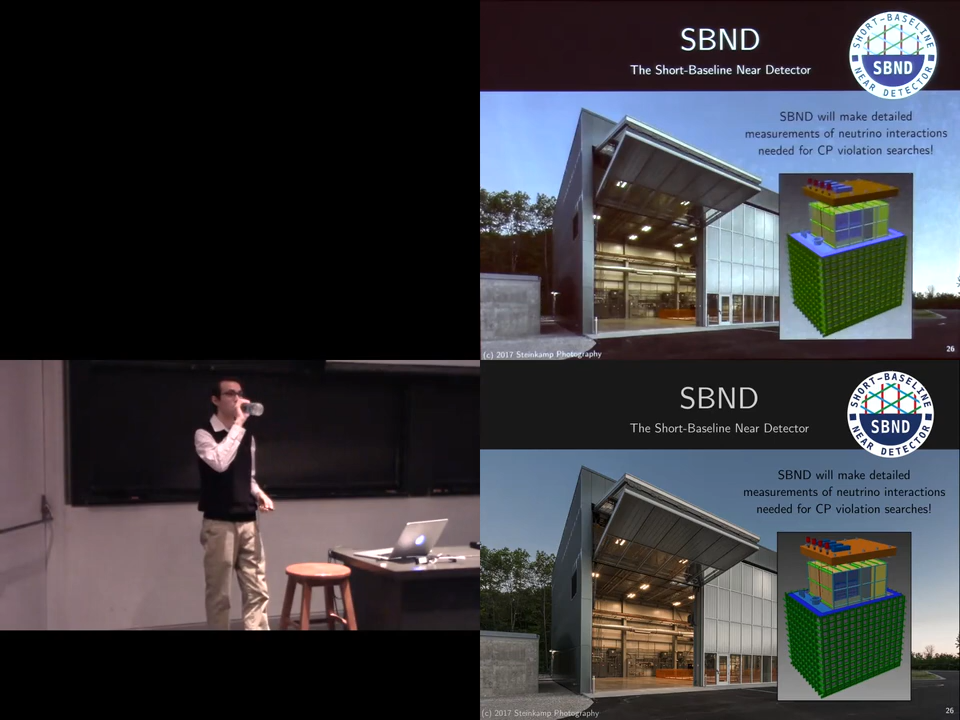 SBND
The Short-Baseline Near Detector
SHORT-BASELINE
SBND
NEAR DETECTOR
SBND will make detailed
measurements of neutrino interactions
needed for CP violation searches!
(c) 2017 Steinkamp Photography
26
SBND
The Short-Baseline Near Detector
SHORT-BASELINE
SBND
NEAR DETECTOR
SBND will make detailed
measurements of neutrino interactions
needed for CP violation searches!
(c) 2017 Steinkamp Photography
26